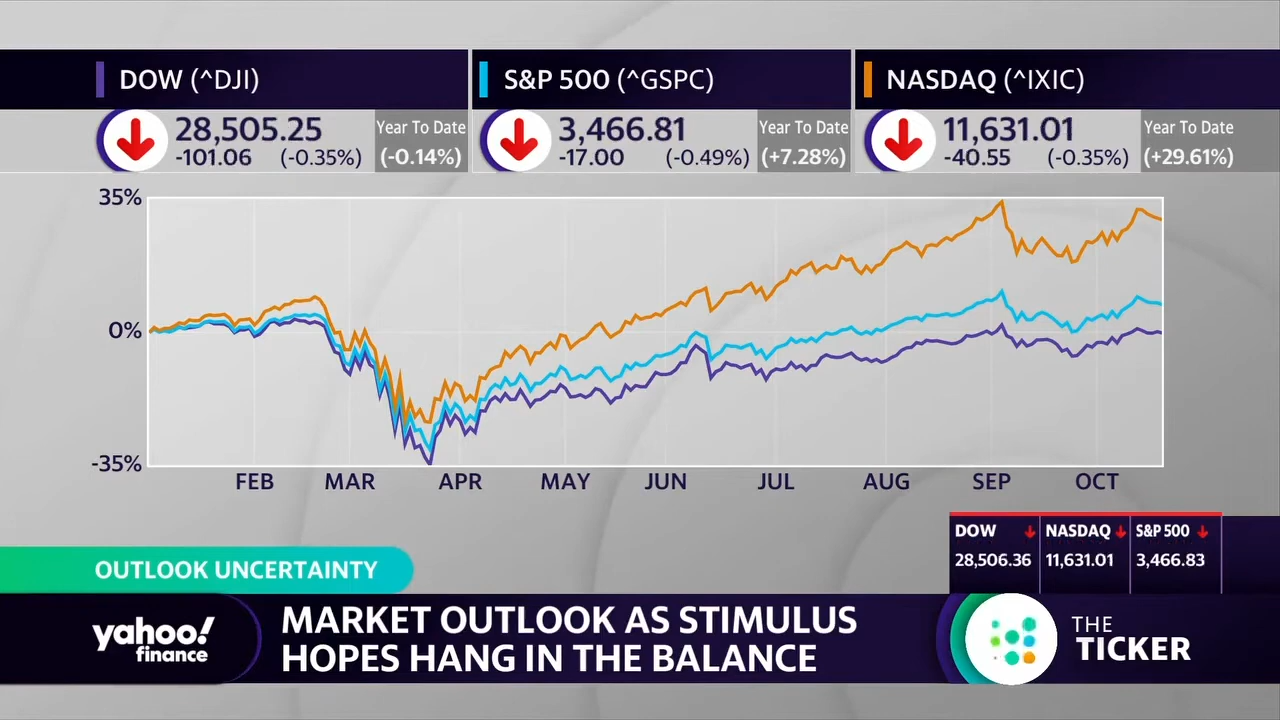 DOW (^DJI)
28,505.25
-101.06 (-0.35%)
Year To Date
(-0.14%)
S&P 500 (^GSPC)
3,466.81
-17.00 (-0.49%)
Year To Date
(+7.28%)
NASDAQ (^IXIC)
11,631.01
-40.55 (-0.35%)
Year To Date
(+29.61%)
35%
0%
-35%
FEB MAR APR MAY JUN JUL AUG SEP OCT
DOW NASDAQ S&P 500
28,506.36 11,631.01 3,466.83
OUTLOOK UNCERTAINTY
yahoo!
finance
MARKET OUTLOOK AS STIMULUS
HOPES HANG IN THE BALANCE
THE
TICKER